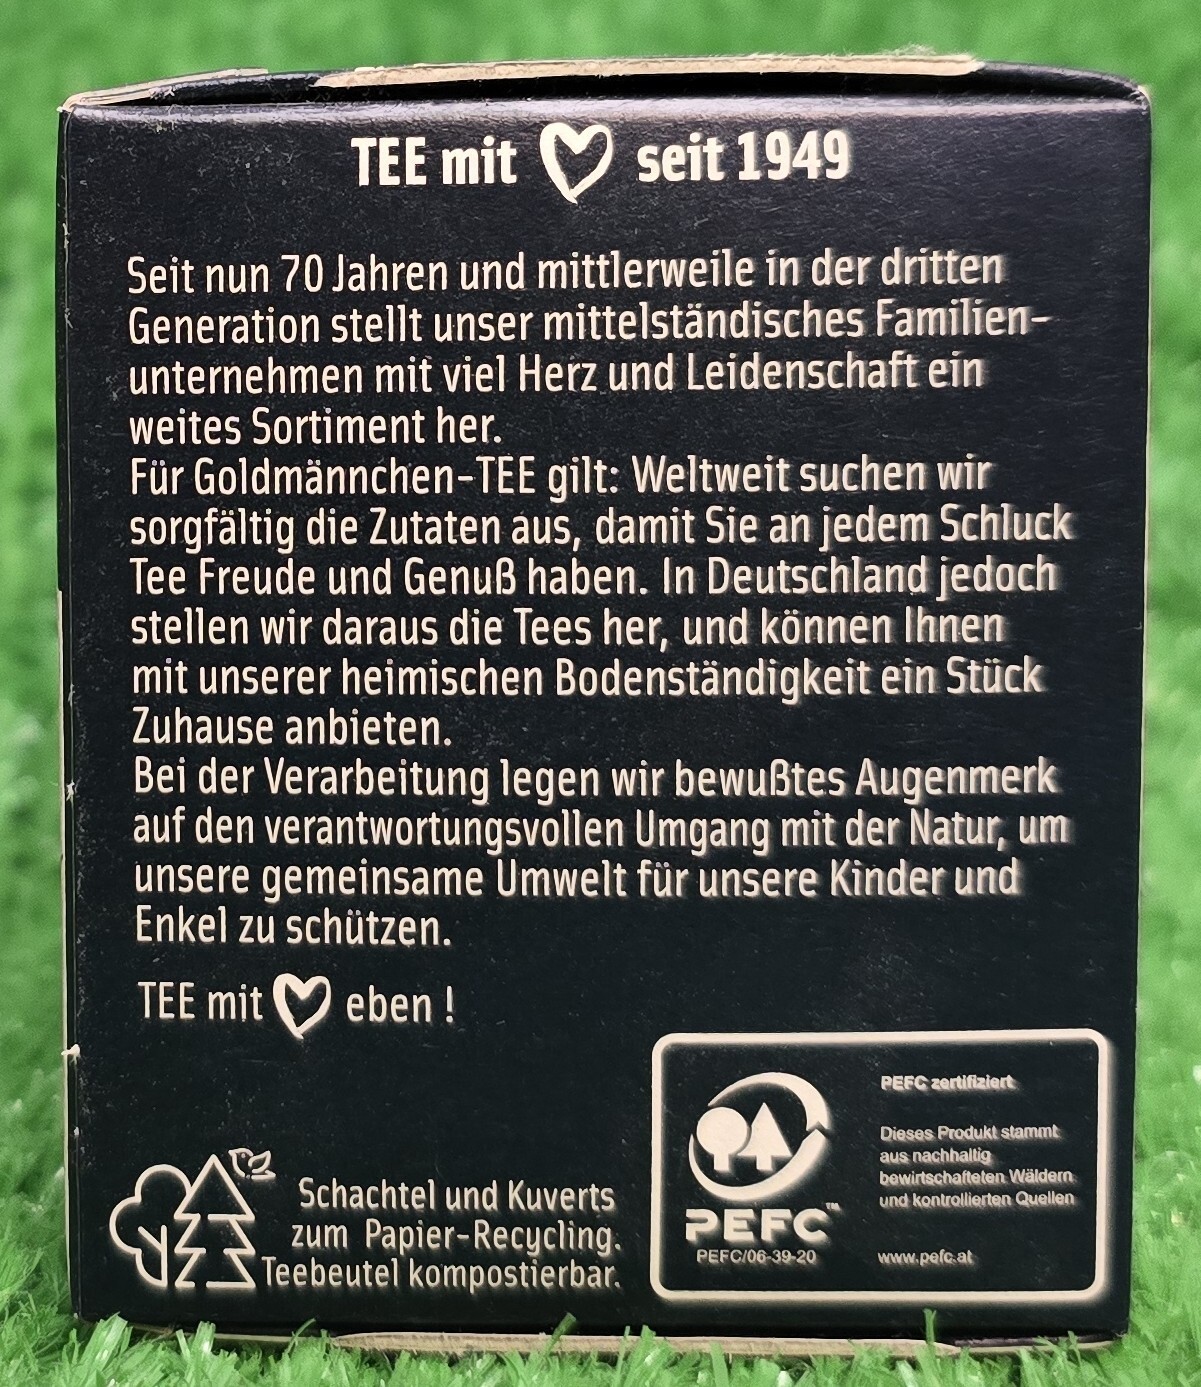 TEE mit seit 1949
Seit nun 70 Jahren und mittlerweile in der dritten
Generation stellt unser mittelständisches Familien-
unternehmen mit viel Herz und Leidenschaft ein
weites Sortiment her.
Für Goldmännchen-TEE gilt: Weltweit suchen wir
sorgfältig die Zutaten aus, damit Sie an jedem Schluck
Tee Freude und Genuß haben. In Deutschland jedoch
stellen wir daraus die Tees her, und können Ihnen
mit unserer heimischen Bodenständigkeit ein Stück
Zuhause anbieten.
Bei der Verarbeitung legen wir bewußtes Augenmerk
auf den verantwortungsvollen Umgang mit der Natur, um
unsere gemeinsame Umwelt für unsere Kinder und
Enkel zu schützen.
TEE mit eben !
Schachtel und Kuverts
zum Papier-Recycling.
Teebeutel kompostierbar.
PEFC™
PEFC/06-39-20
PEFC zertifiziert
Dieses Produkt stammt
aus nachhaltig
bewirtschafteten Wäldern
und kontrollierten Quellen
www.pefc.at